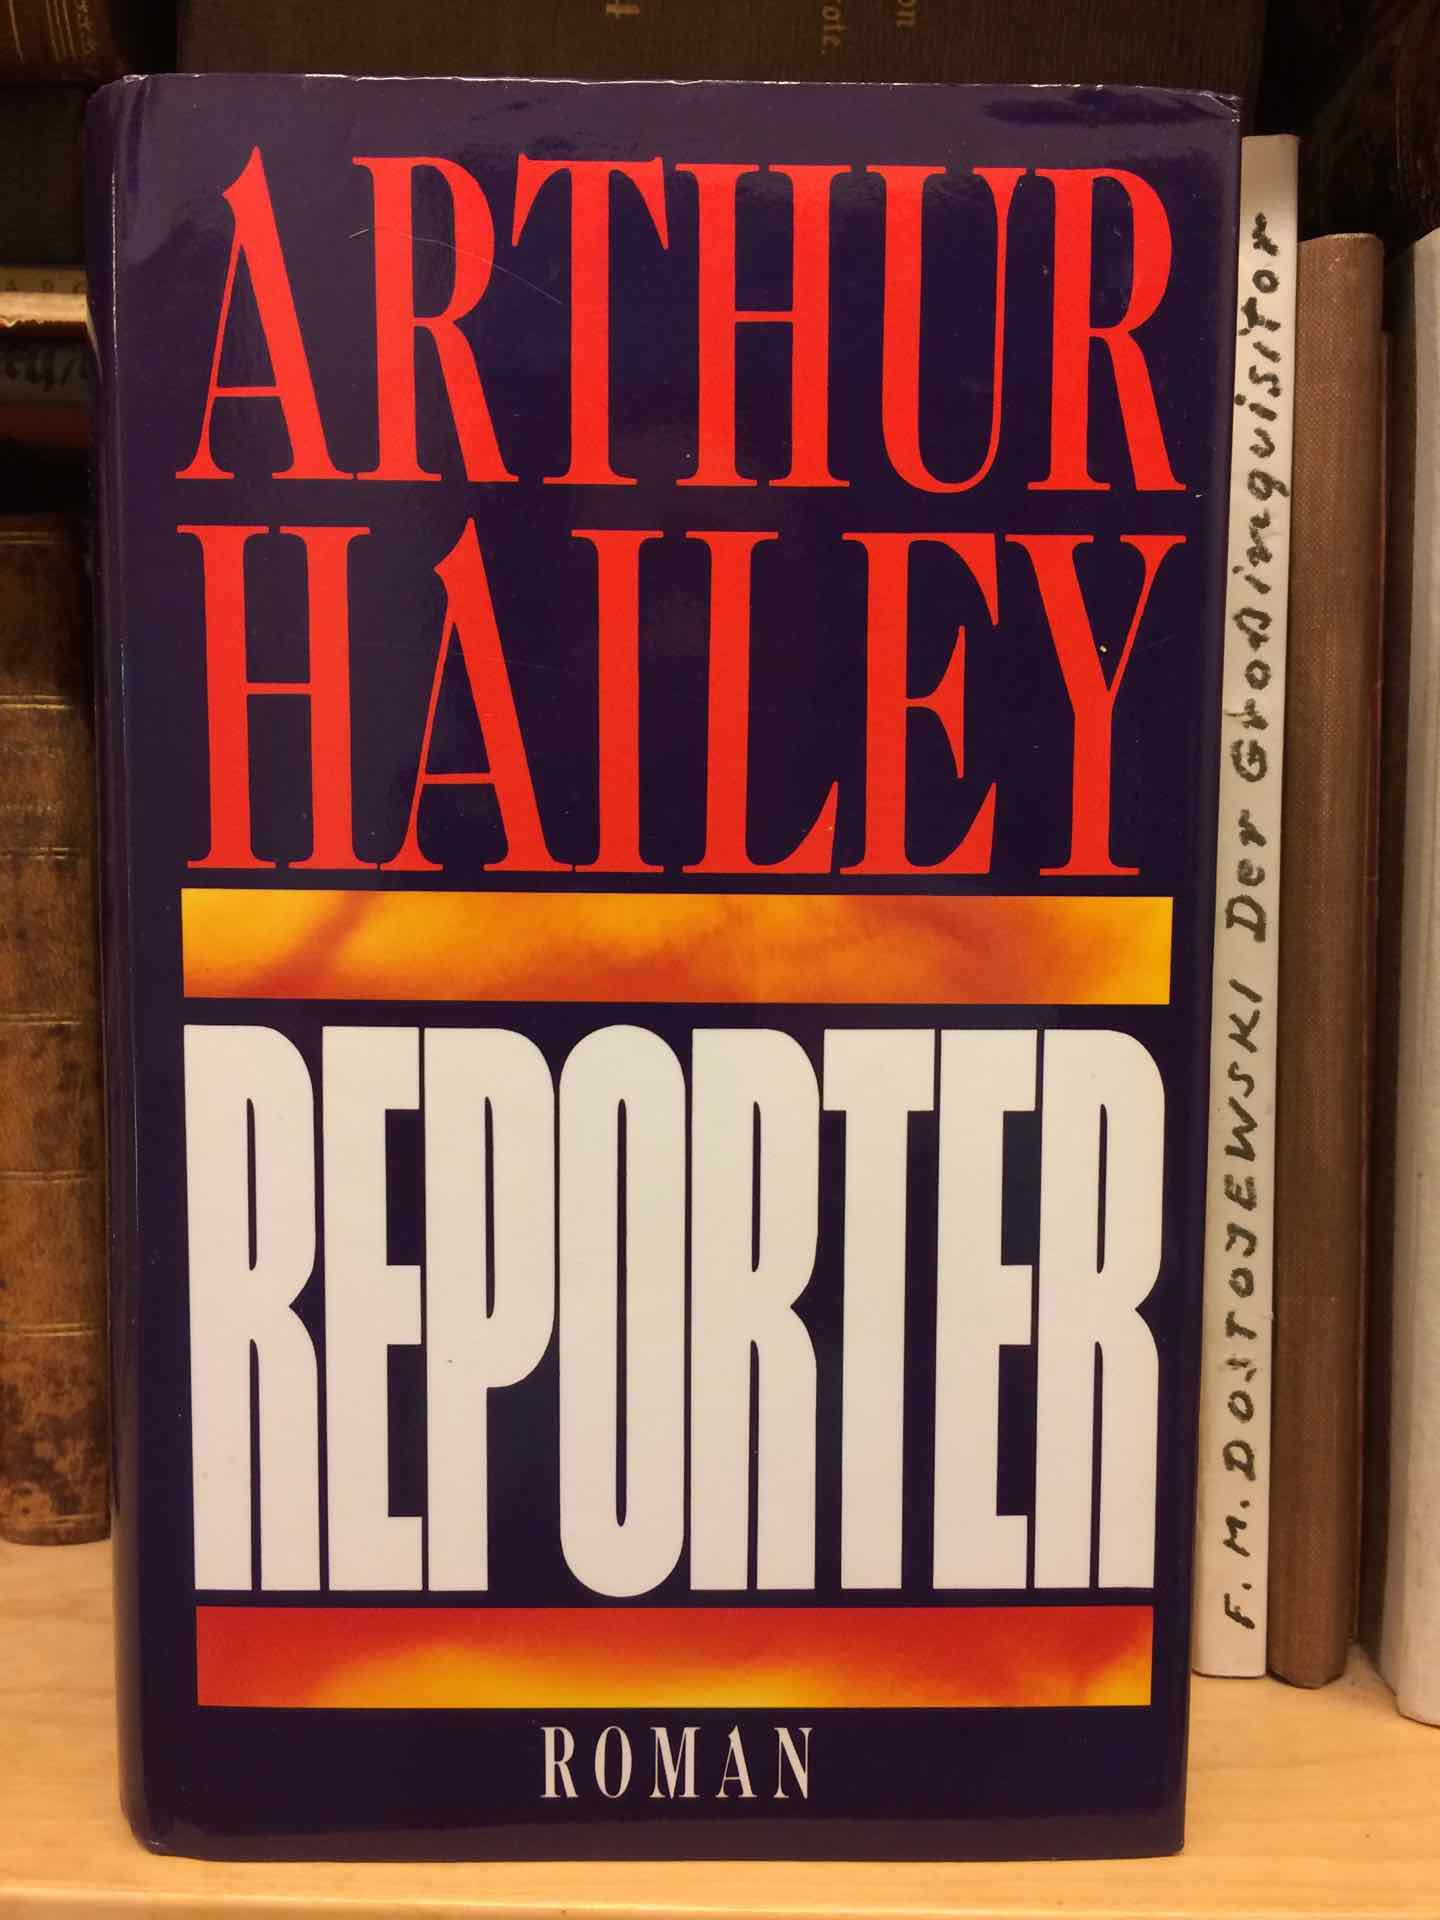 ARTHUR
HAILEY
REPORTER
ROMAN
F. M. DOSTOJEWSKI Der Großinquisitor